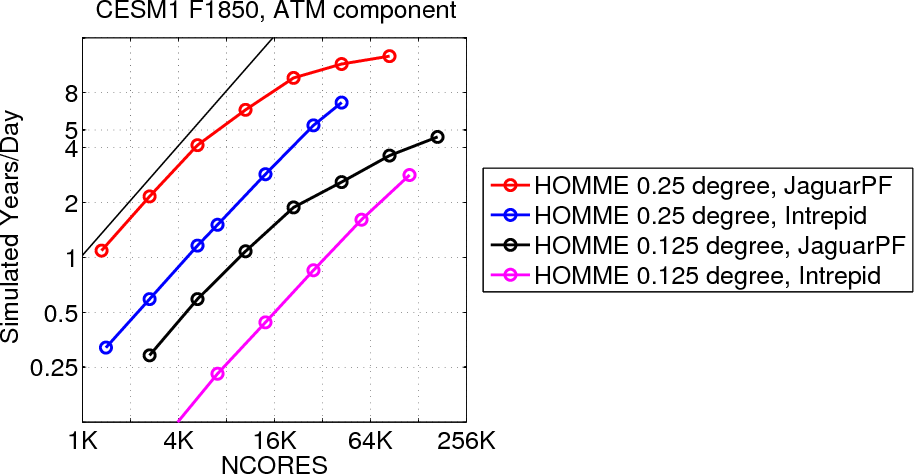 CESM1 F1850, ATM component
Simulated Years/Day
8
5
4
2
1
0.5
0.25
1K 4K 16K 64K 256K
NCORES
HOMME 0.25 degree, JaguarPF
HOMME 0.25 degree, Intrepid
HOMME 0.125 degree, JaguarPF
HOMME 0.125 degree, Intrepid